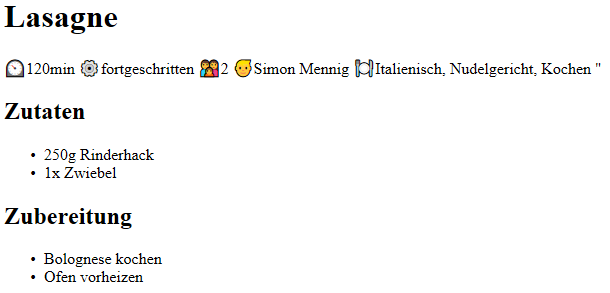 Lasagne
120min fortgeschritten 2 Simon Mennig Italienisch, Nudelgericht, Kochen "
Zutaten
• 250g Rinderhack
• 1x Zwiebel
Zubereitung
• Bolognese kochen
• Ofen vorheizen